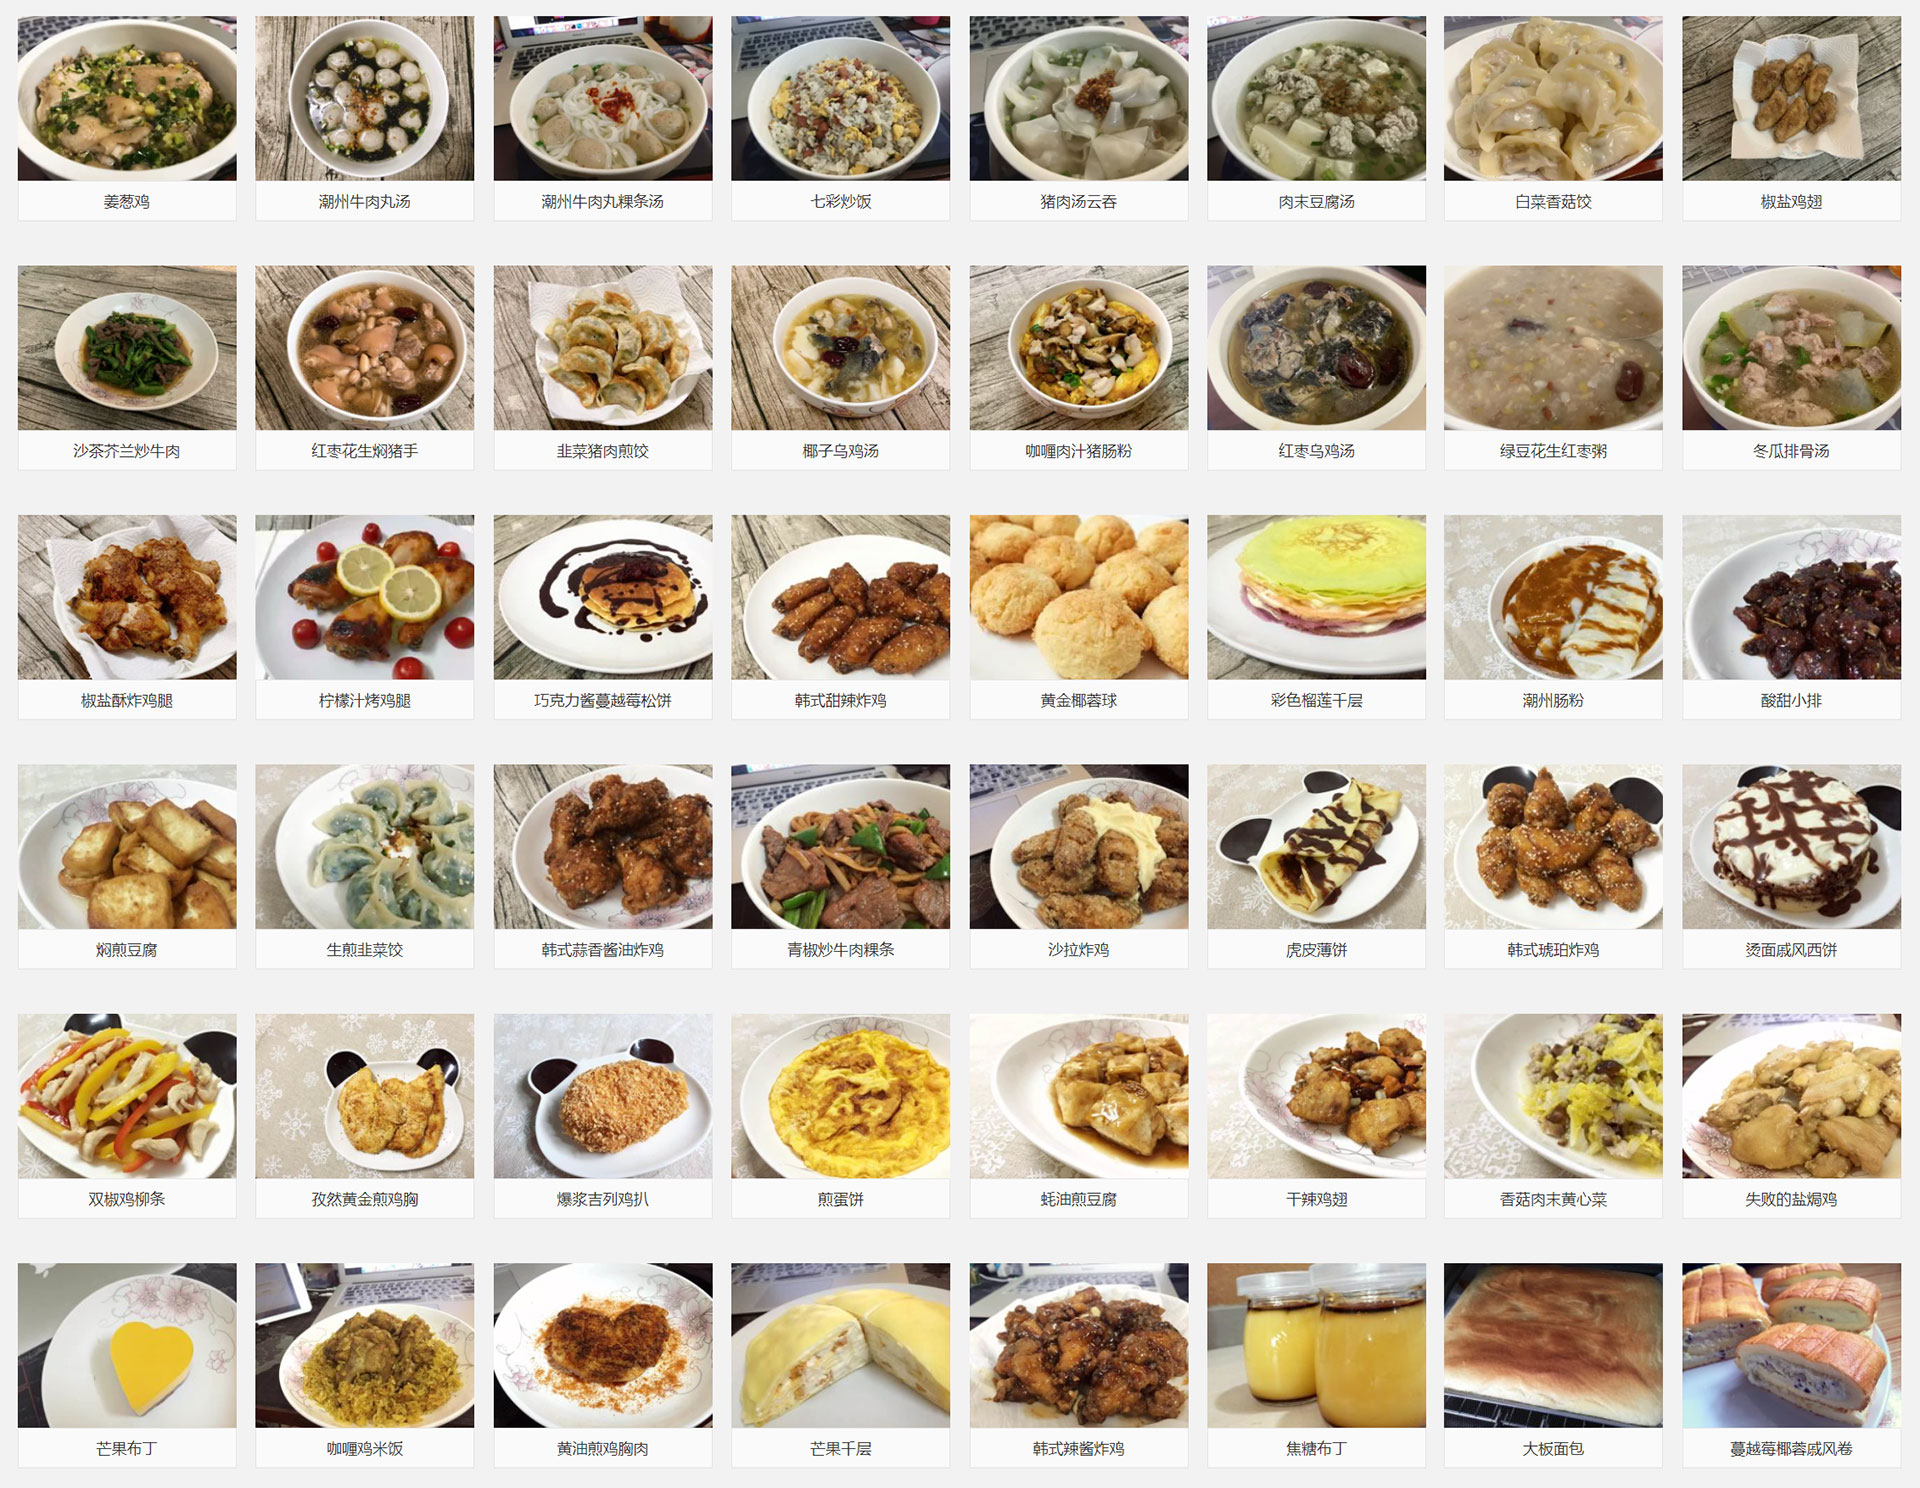 姜葱鸡
潮州牛肉丸汤
潮州牛肉丸粿条汤
七彩炒饭
猪肉汤云吞
肉末豆腐汤
白菜香菇饺
椒盐鸡翅
沙茶芥兰炒牛肉
红枣花生焖猪手
韭菜猪肉煎饺
椰子乌鸡汤
咖喱肉汁猪肠粉
红枣乌鸡汤
绿豆花生红枣粥
冬瓜排骨汤
椒盐酥炸鸡腿
柠檬汁烤鸡腿
巧克力酱蔓越莓松饼
韩式甜辣炸鸡
黄金椰蓉球
彩色榴莲千层
潮州肠粉
酸甜小排
焖煎豆腐
生煎韭菜饺
韩式蒜香酱油炸鸡
青椒炒牛肉粿条
沙拉炸鸡
虎皮薄饼
韩式琥珀炸鸡
烫面戚风西饼
双椒鸡柳条
孜然黄金煎鸡胸
爆浆吉列鸡扒
煎蛋饼
蚝油煎豆腐
干辣鸡翅
香菇肉末黄心菜
失败的盐焗鸡
芒果布丁
咖喱鸡米饭
黄油煎鸡胸肉
芒果千层
韩式辣酱炸鸡
焦糖布丁
大板面包
蔓越莓椰蓉戚风卷